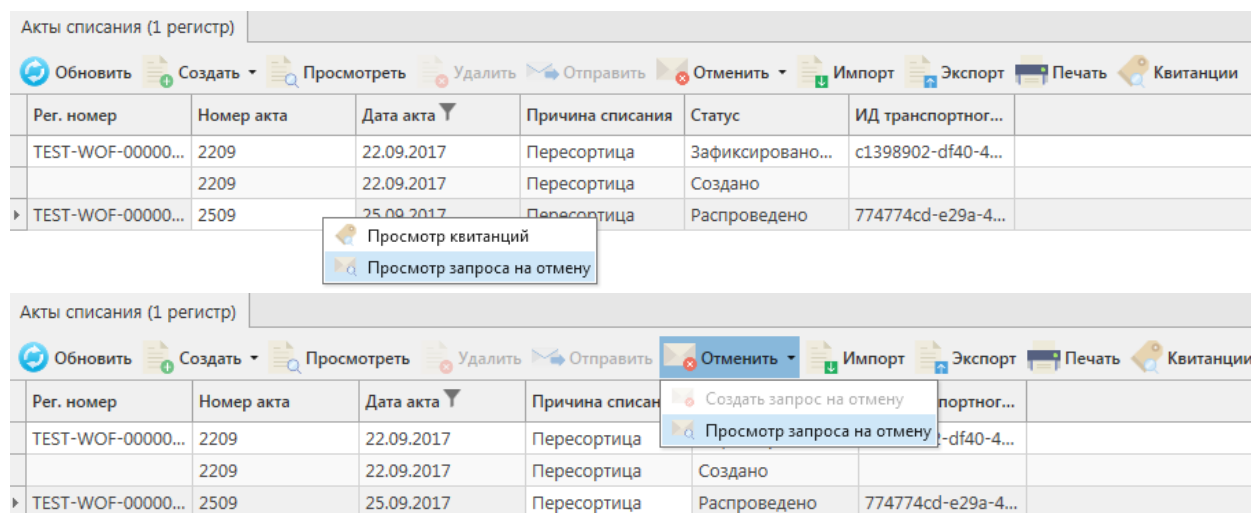 Акты списания (1 регистр)
Обновить Создать Просмотреть Удалить Отправить Отменить Импорт Экспорт Печать Квитанции
Рег. номер Номер акта Дата акта Причина списания Статус ИД транспортног...
TEST-WOF-00000... 2209 22.09.2017 Пересортица Зафиксировано... c1398902-df40-4...
2209 22.09.2017 Пересортица Создано
TEST-WOF-00000... 2509 25.09.2017 Пересортица Распроведено 774774cd-e29a-4...
Просмотр квитанций
Просмотр запроса на отмену
Акты списания (1 регистр)
Обновить Создать Просмотреть Удалить Отправить Отменить Импорт Экспорт Печать Квитанции
Рег. номер Номер акта Дата акта Причина списан Создать запрос на отмену портног...
TEST-WOF-00000... 2209 22.09.2017 Пересортица Просмотр запроса на отмену 2-df40-4...
2209 22.09.2017 Пересортица Создано
TEST-WOF-00000... 2509 25.09.2017 Пересортица Распроведено 774774cd-e29a-4...